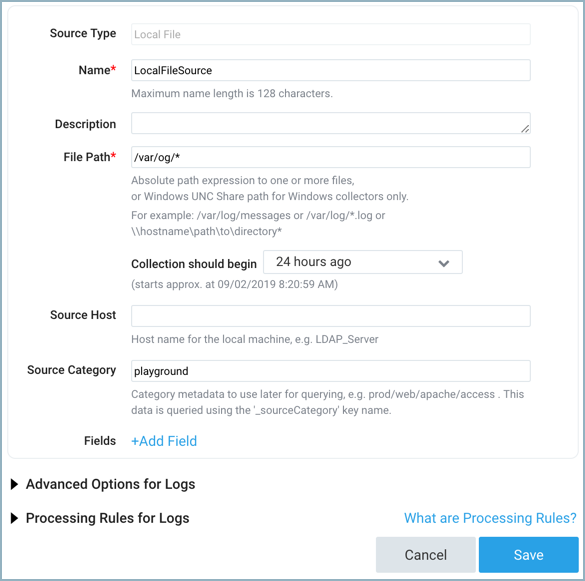 Source Type Local File
Name* LocalFileSource
Maximum name length is 128 characters.
Description
File Path* /var/og/*
Absolute path expression to one or more files,
or Windows UNC Share path for Windows collectors only.
For example: /var/log/messages or /var/log/*.log or
\\hostname\path\to\directory*
Collection should begin 24 hours ago
(starts approx. at 09/02/2019 8:20:59 AM)
Source Host
Host name for the local machine, e.g. LDAP_Server
Source Category playground
Category metadata to use later for querying, e.g. prod/web/apache/access . This
data is queried using the '_sourceCategory' key name.
Fields +Add Field
Advanced Options for Logs
Processing Rules for Logs What are Processing Rules?
Cancel Save